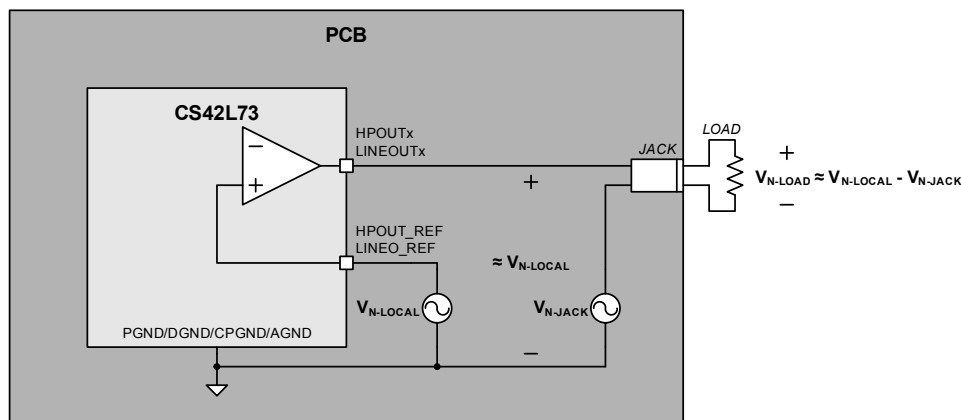 PCB
CS42L73
HPOUTx
LINEOUTx
JACK
LOAD
−
+
+
+
−
V_N-LOAD ≈ V_N-LOCAL - V_N-JACK
HPOUT_REF
LINEO_REF
≈ V_N-LOCAL
V_N-LOCAL
V_N-JACK
−
PGND/DGND/CPGND/AGND